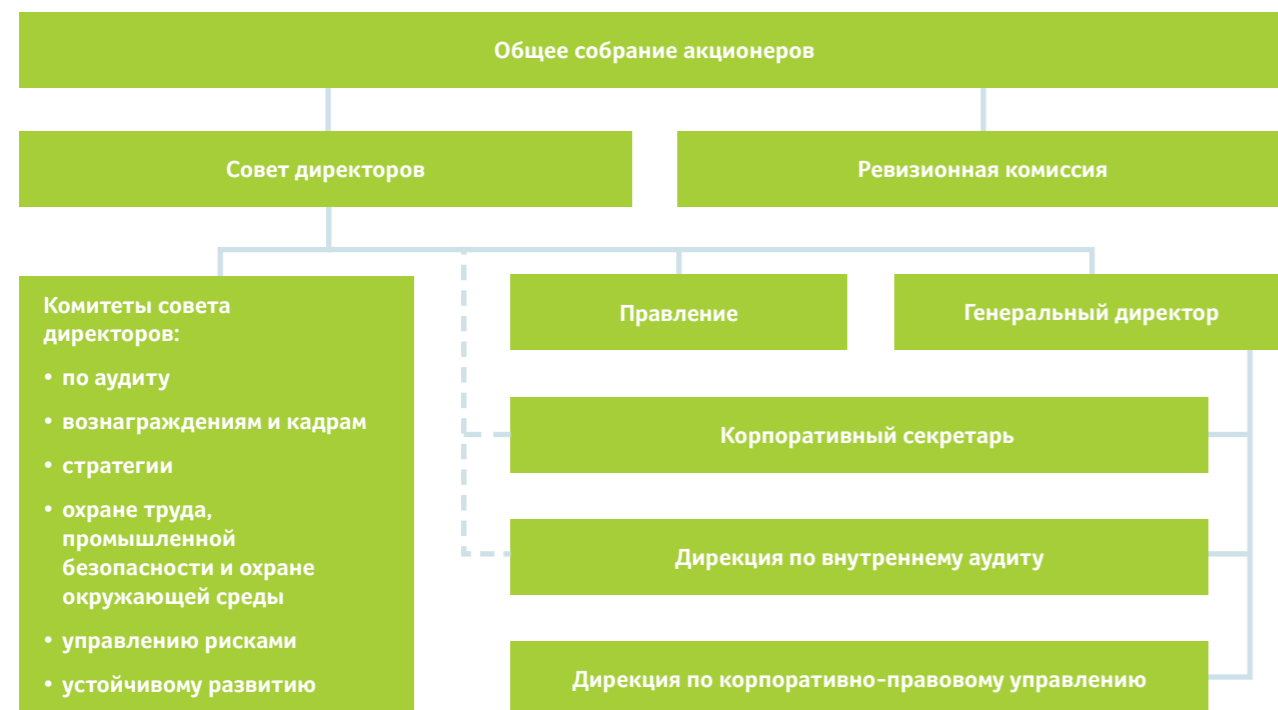 Общее собрание акционеров
Совет директоров
Ревизионная комиссия
Комитеты совета
директоров:
• по аудиту
• вознаграждениям и кадрам
• стратегии
• охране труда,
промышленной
безопасности и охране
окружающей среды
• управлению рисками
• устойчивому развитию
Правление
Генеральный директор
Корпоративный секретарь
Дирекция по внутреннему аудиту
Дирекция по корпоративно-правовому управлению